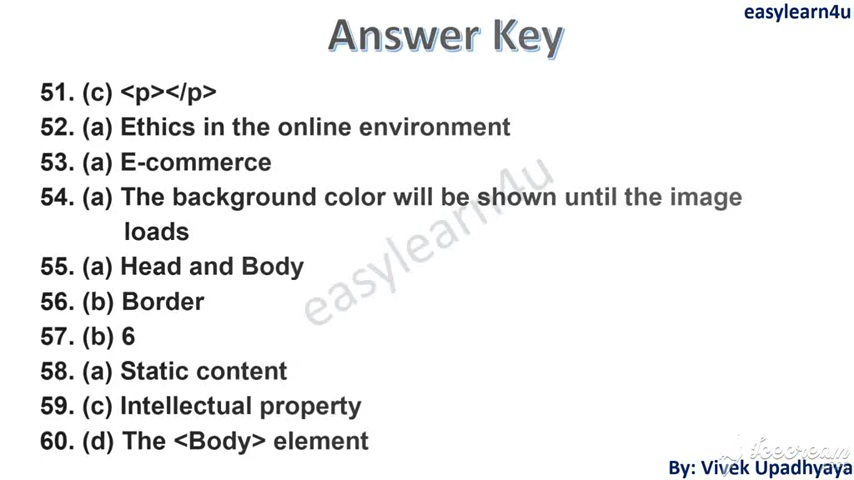 easylearn4u
Answer Key
51. (c) <p></p>
52. (a) Ethics in the online environment
53. (a) E-commerce
54. (a) The background color will be shown until the image
loads
55. (a) Head and Body
56. (b) Border
57. (b) 6
58. (a) Static content
59. (c) Intellectual property
60. (d) The <Body> element
easylearn4u
By: Vivek Upadhyaya